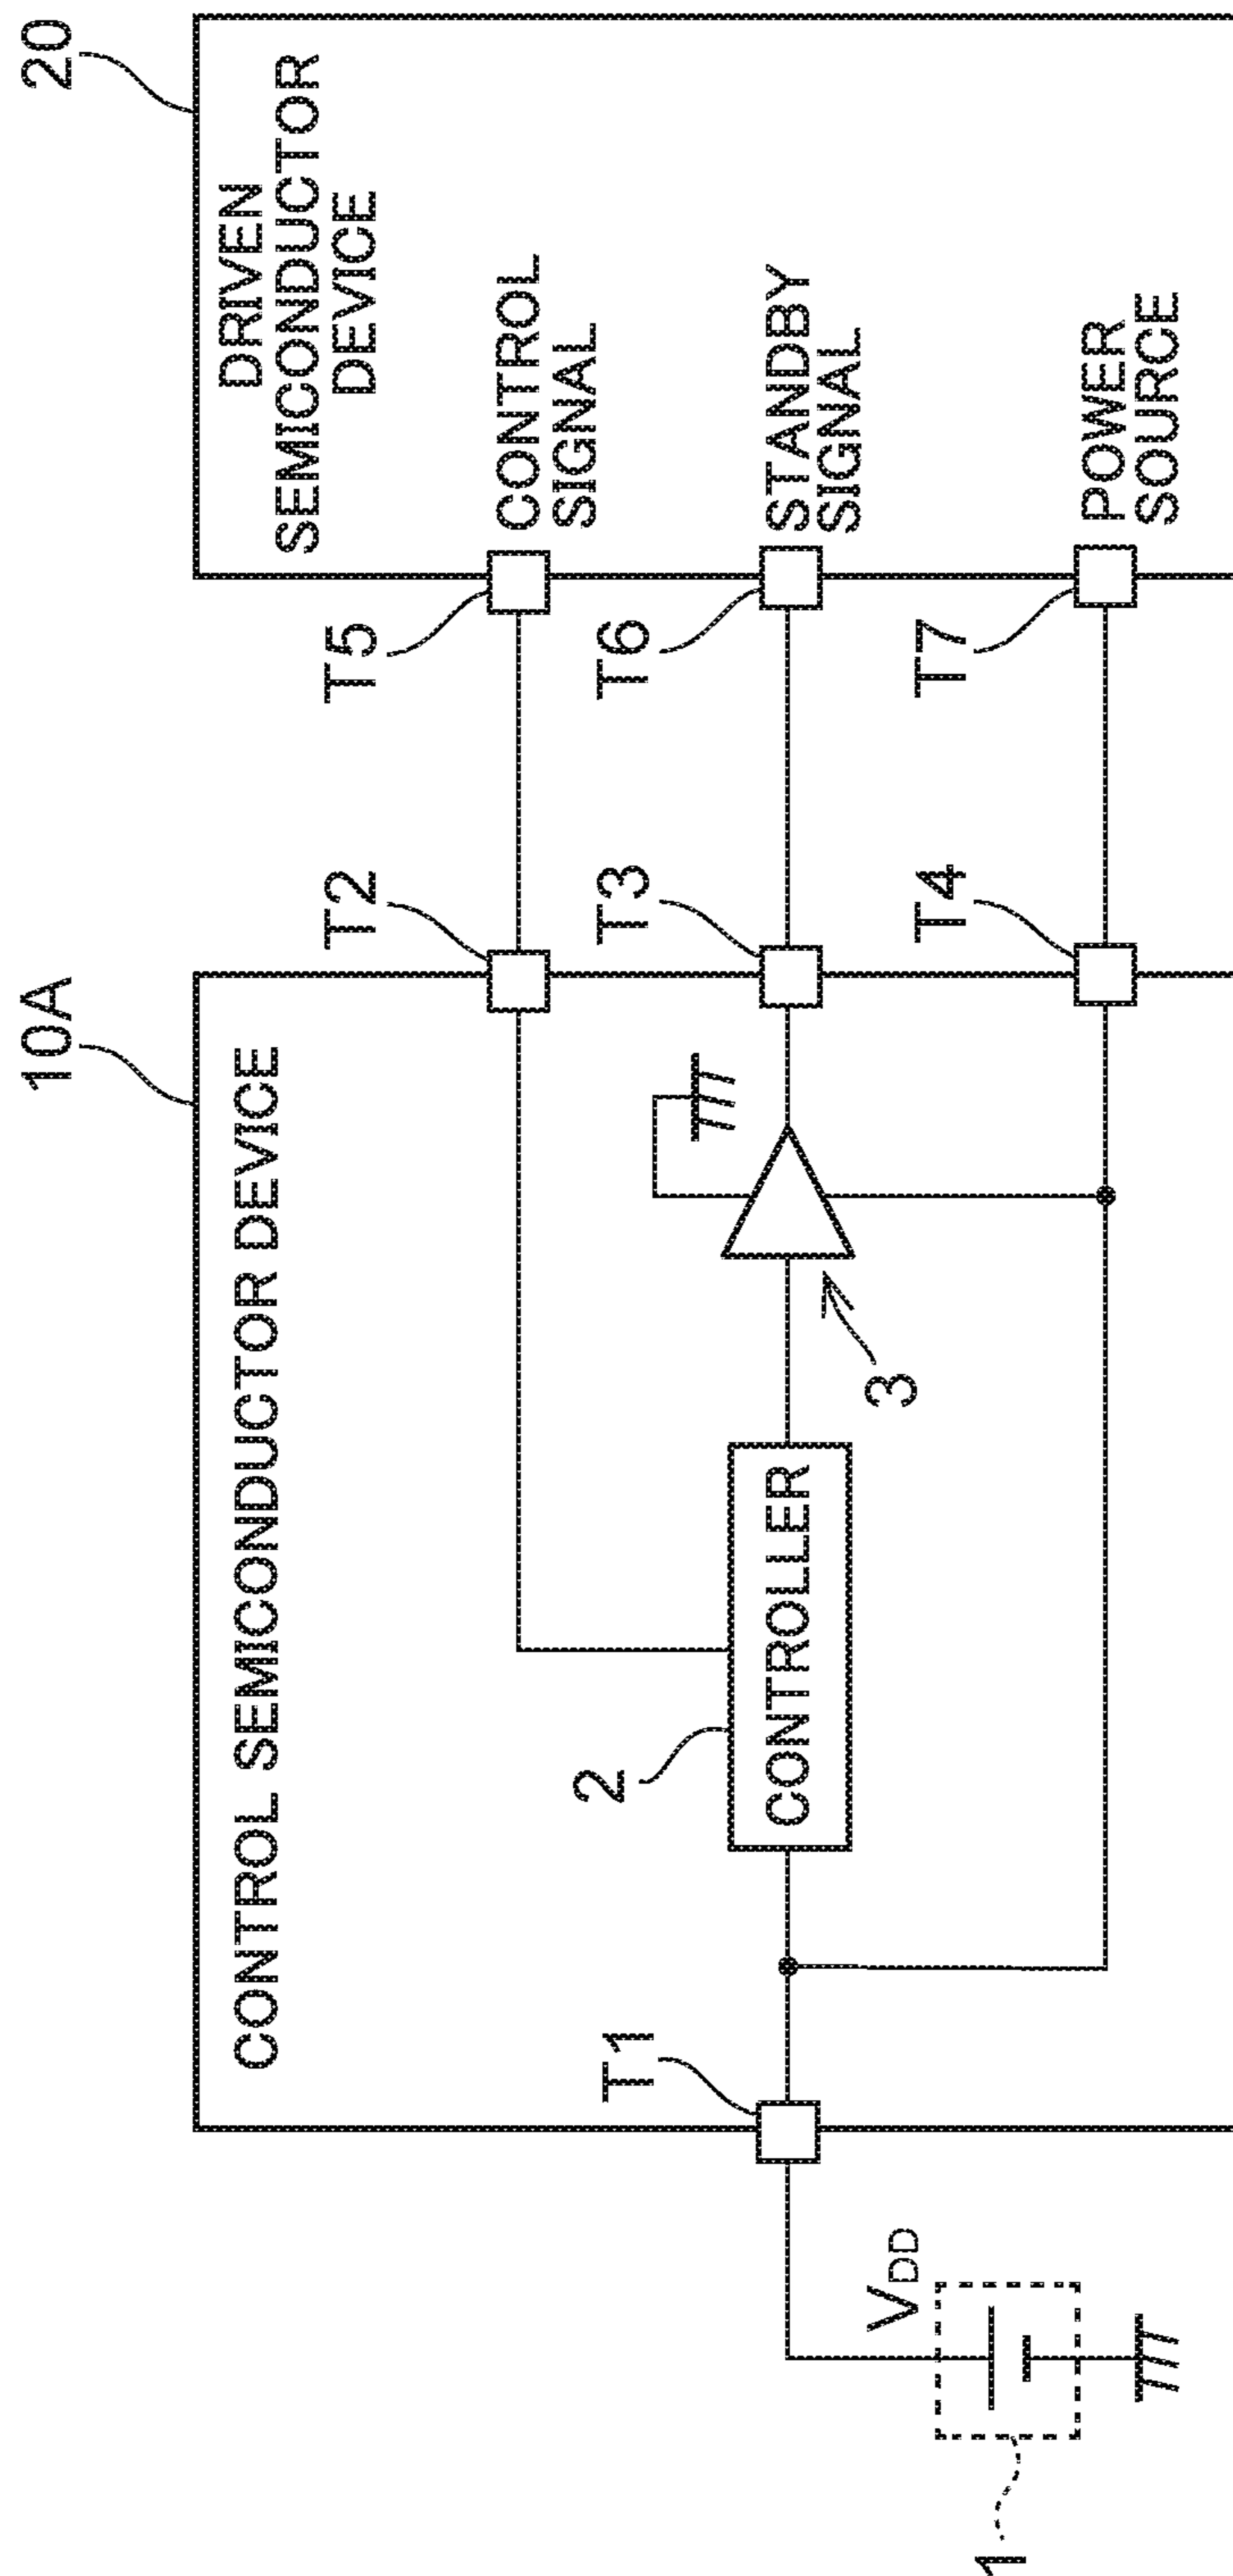 10A
20
CONTROL SEMICONDUCTOR DEVICE
DRIVEN
SEMICONDUCTOR
DEVICE
T2
T5
CONTROL
SIGNAL
T1
2
CONTROLLER
3
T3
T6
STANDBY
SIGNAL
VDD
1
T4
T7
POWER
SOURCE